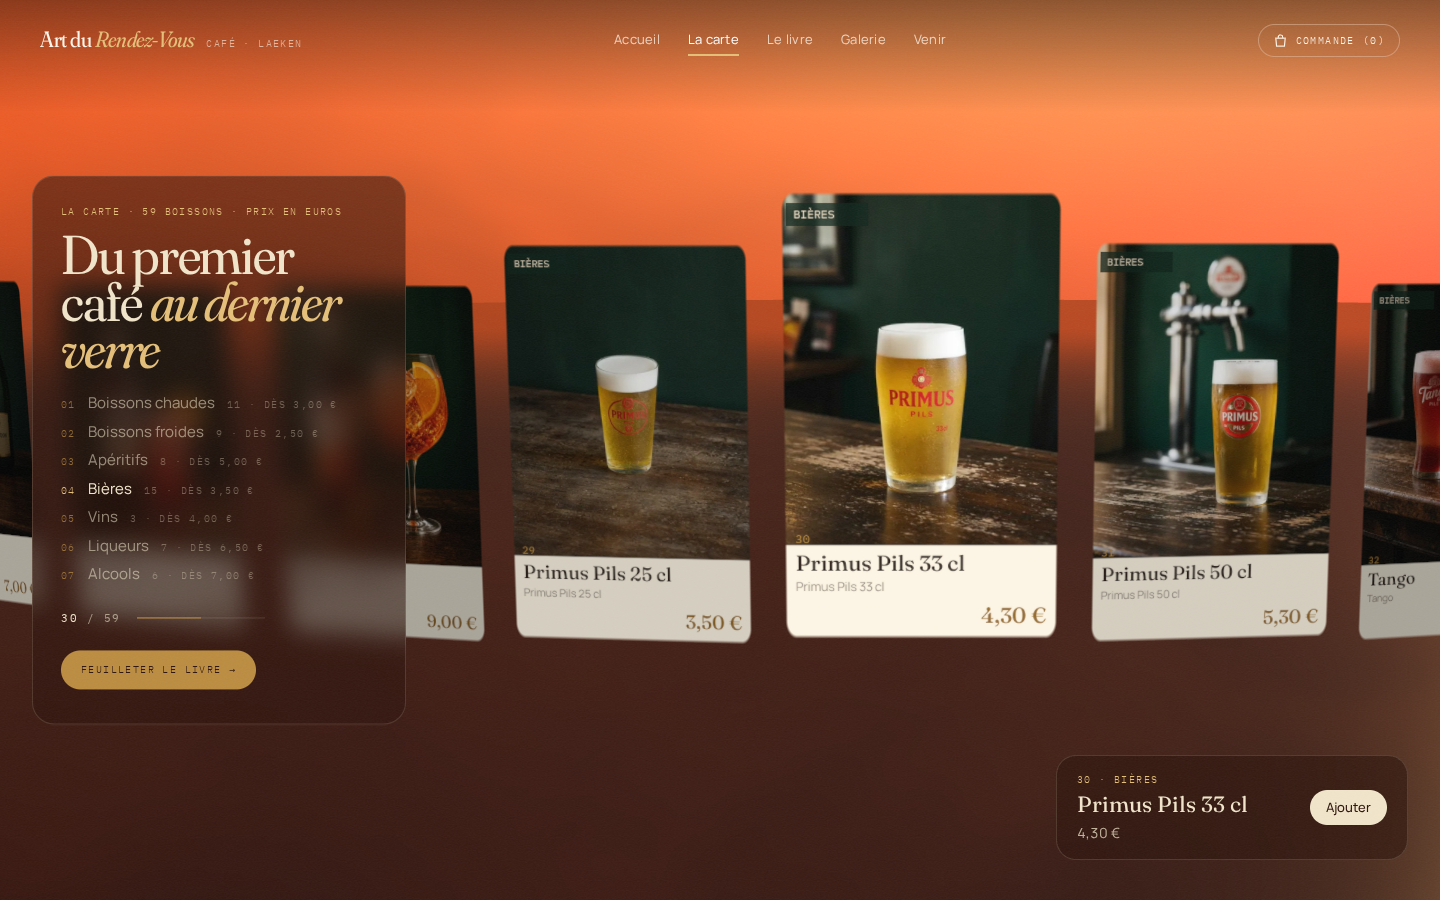 Art du Rendez-Vous CAFÉ · LAEKEN
Accueil
La carte
Le livre
Galerie
Venir
COMMANDE (0)
LA CARTE · 59 BOISSONS · PRIX EN EUROS
Du premier
café au dernier
verre
01 Boissons chaudes 11 · DÈS 3,00 €
02 Boissons froides 9 · DÈS 2,50 €
03 Apéritifs 8 · DÈS 5,00 €
04 Bières 15 · DÈS 3,50 €
05 Vins 3 · DÈS 4,00 €
06 Liqueurs 7 · DÈS 6,50 €
07 Alcools 6 · DÈS 7,00 €
30 / 59
FEUILLETER LE LIVRE →
7,00
9,00 €
BIÈRES
PRIMUS
PILS
29
Primus Pils 25 cl
Primus Pils 25 cl
3,50 €
BIÈRES
PRIMUS
PILS
30
Primus Pils 33 cl
Primus Pils 33 cl
4,30 €
BIÈRES
PRIMUS
PILS
Primus Pils 50 cl
Primus Pils 50 cl
5,30 €
BIÈRES
32
Tango
Tango
30 · BIÈRES
Primus Pils 33 cl
4,30 €
Ajouter